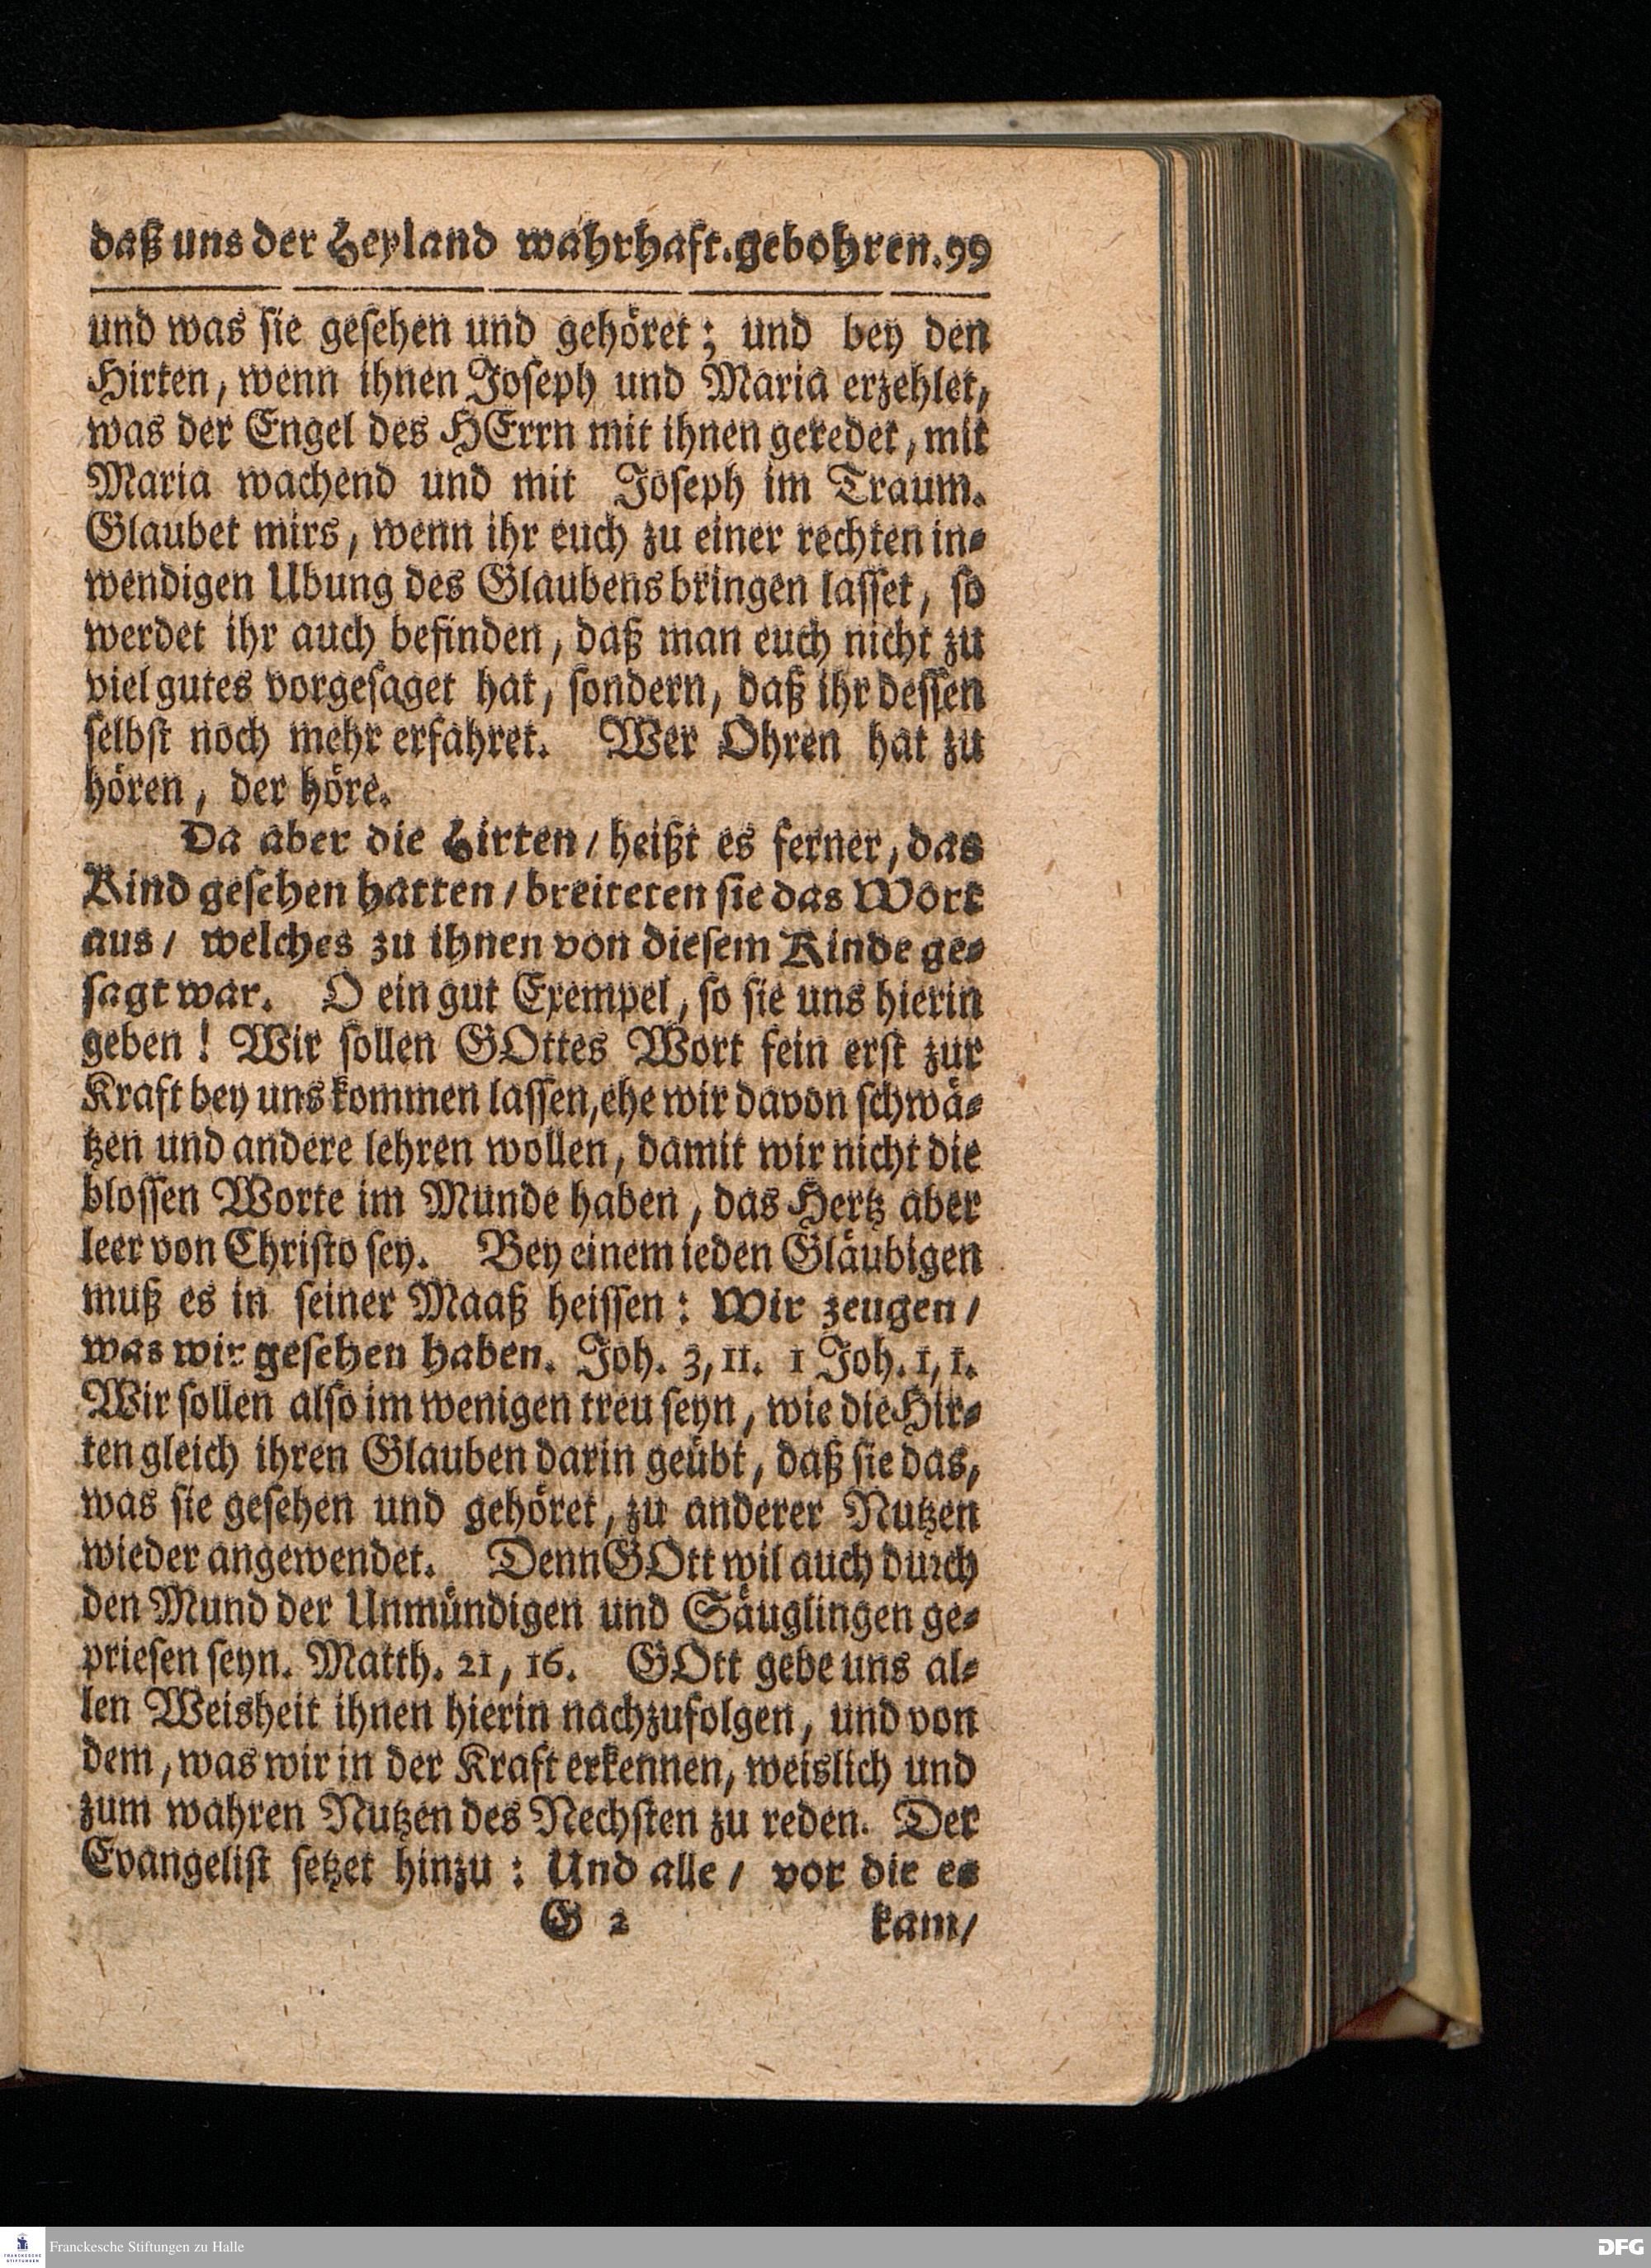 daß uns der Heyland wahrhaft.gebohren.99
und was sie gesehen und gehöret; und bey den
Hirten, wenn ihnen Joseph und Maria erzehlet,
was der Engel des HErrn mit ihnen geredet, mit
Maria wachend und mit Joseph im Traum.
Glaubet mirs, wenn ihr euch zu einer rechten in-
wendigen Ubung des Glaubens bringen lasset, so
werdet ihr auch befinden, daß man euch nicht zu
viel gutes vorgesaget hat, sondern, daß ihr dessen
selbst noch mehr erfahret. Wer Ohren hat zu
hören, der höre.
Da aber die Hirten/ heißt es ferner, das
Kind gesehen hatten/ breiteten sie das Wort
aus/ welches zu ihnen von diesem Kinde ge-
sagt war. O ein gut Exempel, so sie uns hierin
geben! Wir sollen GOttes Wort fein erst zur
Kraft bey uns kommen lassen, ehe wir davon schwä-
tzen und andere lehren wollen, damit wir nicht die
blossen Worte im Munde haben, das Hertz aber
leer von Christo sey. Bey einem ieden Gläubigen
muß es in seiner Maaß heissen: Wir zeugen/
was wir gesehen haben. Joh. 3, 11. 1 Joh. 1, 1.
Wir sollen also im wenigen treu seyn, wie die Hir-
ten gleich ihren Glauben darin geübt, daß sie das,
was sie gesehen und gehöret, zu anderer Nutzen
wieder angewendet. Denn GOtt wil auch durch
den Mund der Unmündigen und Säuglingen ge-
priesen seyn. Matth. 21, 16. GOtt gebe uns al-
len Weisheit ihnen hierin nachzufolgen, und von
dem, was wir in der Kraft erkennen, weislich und
zum wahren Nutzen des Nechsten zu reden. Der
Evangelist setzet hinzu: Und alle/ vor die es
G 2 kam/
FRANCKESCHE STIFTUNGEN
Franckesche Stiftungen zu Halle
DFG